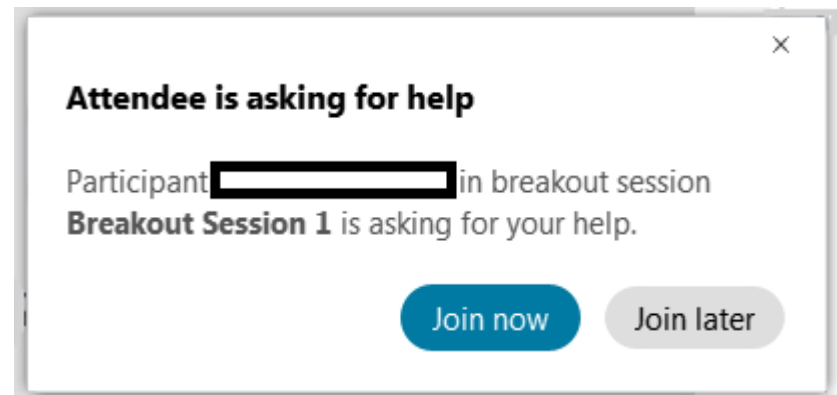 Attendee is asking for help
Participant in breakout session
Breakout Session 1 is asking for your help.
Join now
Join later